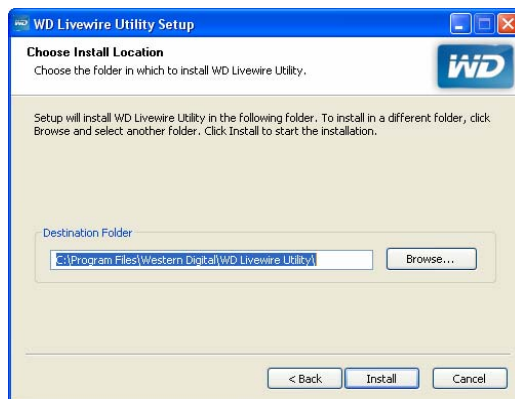 WD Livewire Utility Setup
Choose Install Location
Choose the folder in which to install WD Livewire Utility.
WD
Setup will install WD Livewire Utility in the following folder. To install in a different folder, click
Browse and select another folder. Click Install to start the installation.
Destination Folder
C:\Program Files\Western Digital\WD Livewire Utility\
Browse...
< Back
Install
Cancel